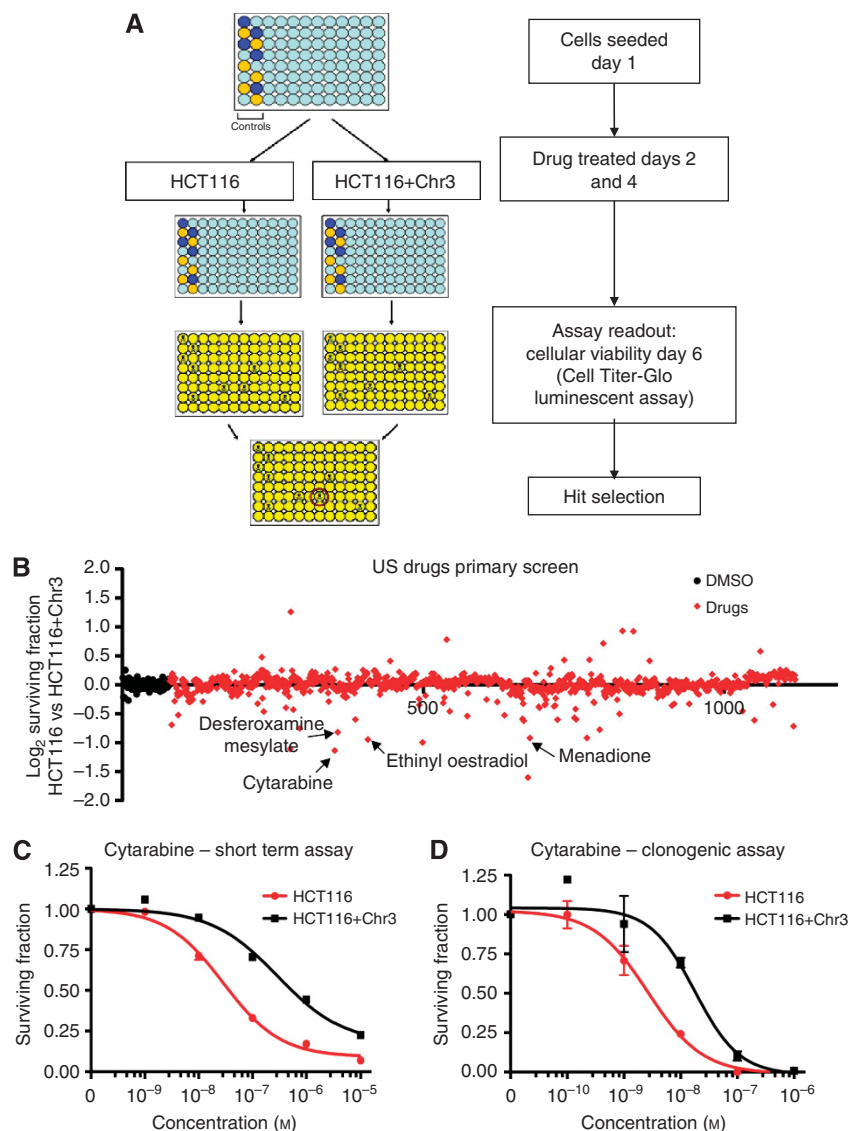 A
Controls
HCT116
HCT116+Chr3
Cells seeded
day 1
Drug treated days 2
and 4
Assay readout:
cellular viability day 6
(Cell Titer-Glo
luminescent assay)
Hit selection
B
US drugs primary screen
Log2 surviving fraction
HCT116 vs HCT116+Chr3
2.0
1.5
1.0
0.5
0.0
−0.5
−1.0
−1.5
−2.0
500
1000
DMSO
Drugs
Desferoxamine
mesylate
Cytarabine
Ethinyl oestradiol
Menadione
C
Cytarabine – short term assay
Surviving fraction
1.25
1.00
0.75
0.50
0.25
0.00
HCT116
HCT116+Chr3
0 10⁻⁹ 10⁻⁸ 10⁻⁷ 10⁻⁶ 10⁻⁵
Concentration (M)
D
Cytarabine – clonogenic assay
Surviving fraction
1.25
1.00
0.75
0.50
0.25
0.00
HCT116
HCT116+Chr3
0 10⁻¹⁰ 10⁻⁹ 10⁻⁸ 10⁻⁷ 10⁻⁶
Concentration (M)